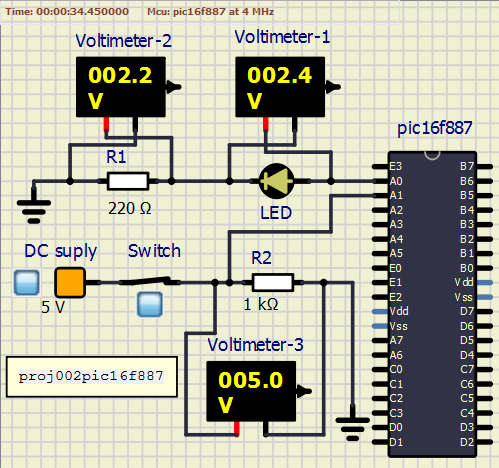 Time: 00:00:34.450000 Mcu: pic16f887 at 4 MHz
Voltimeter-2
Voltimeter-1
002.2
V
002.4
V
pic16f887
R1
220 Ω
LED
E3 B7
A0 B6
A1 B5
A2 B4
A3 B3
A4 B2
A5 B1
E0 B0
E1 Vdd
E2 Vss
Vdd D7
Vss D6
A7 D5
A6 D4
C0 C7
C1 C6
C2 C5
C3 C4
D0 D3
D1 D2
DC suply
Switch
R2
5 V
1 kΩ
Voltimeter-3
005.0
V
proj002pic16f887